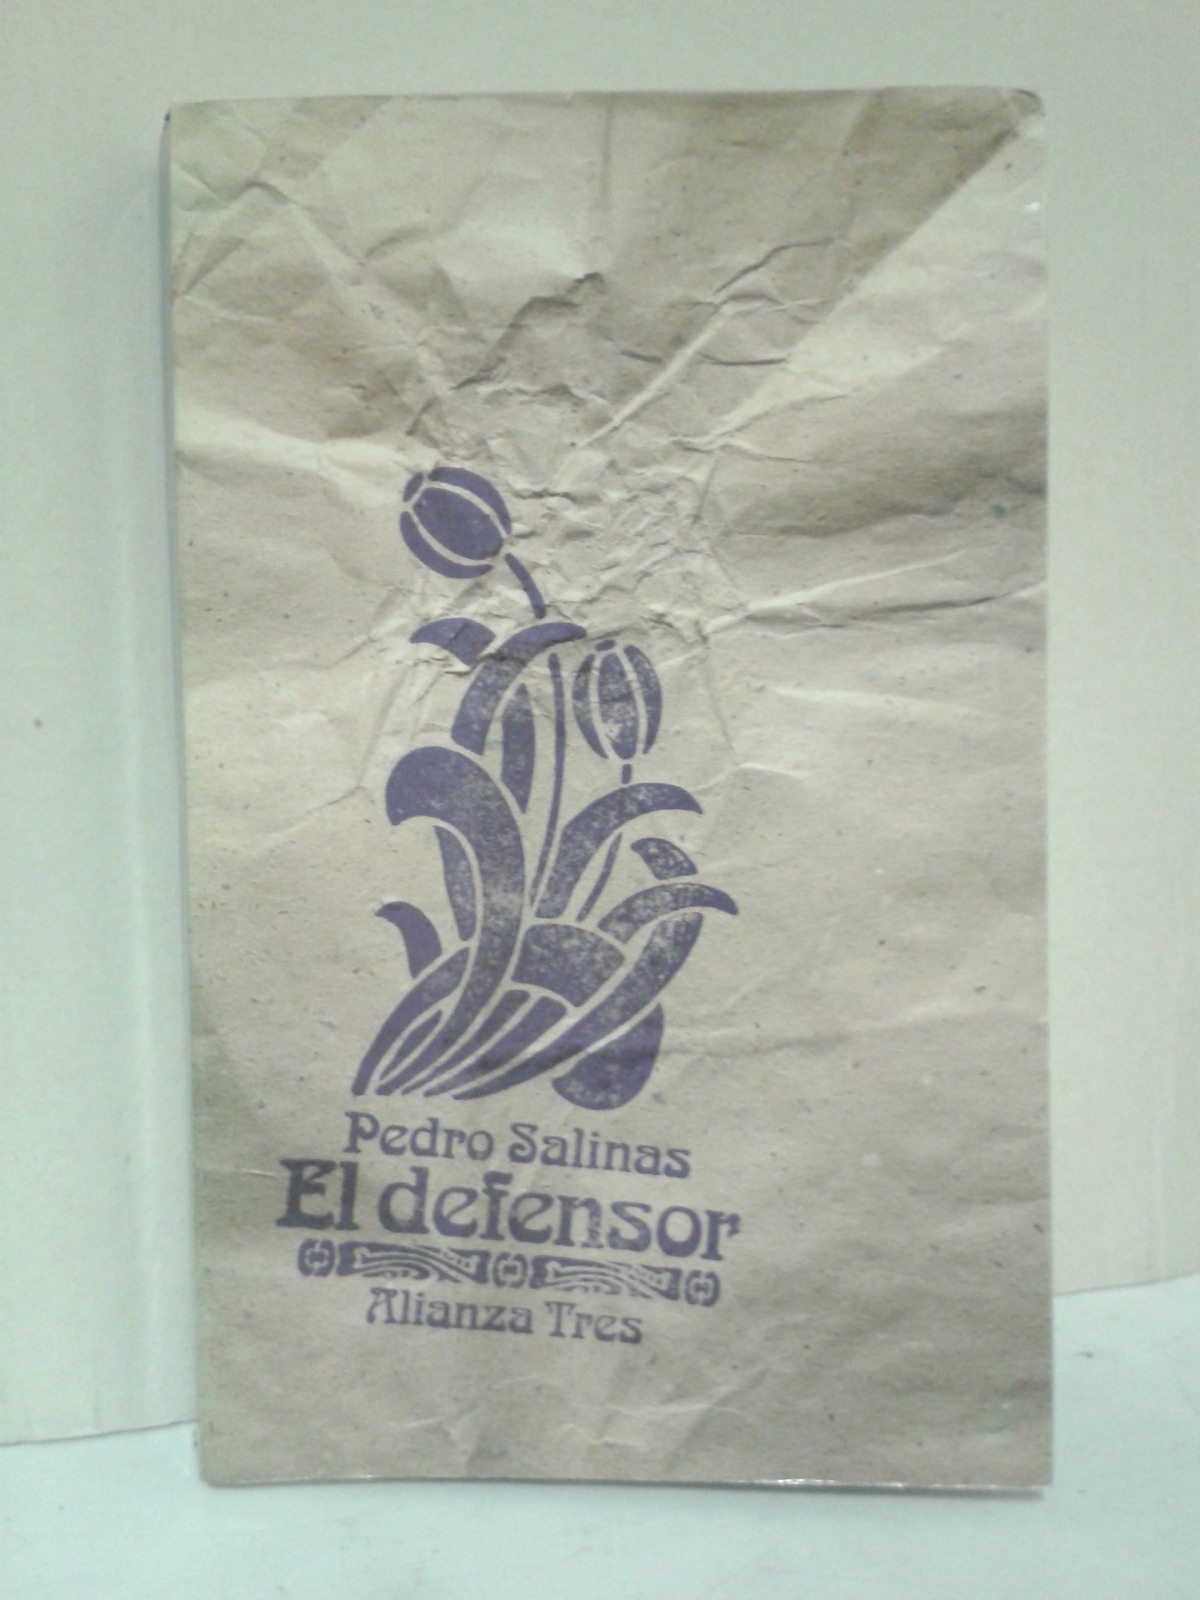 Pedro Salinas
El defensor
Alianza Tres